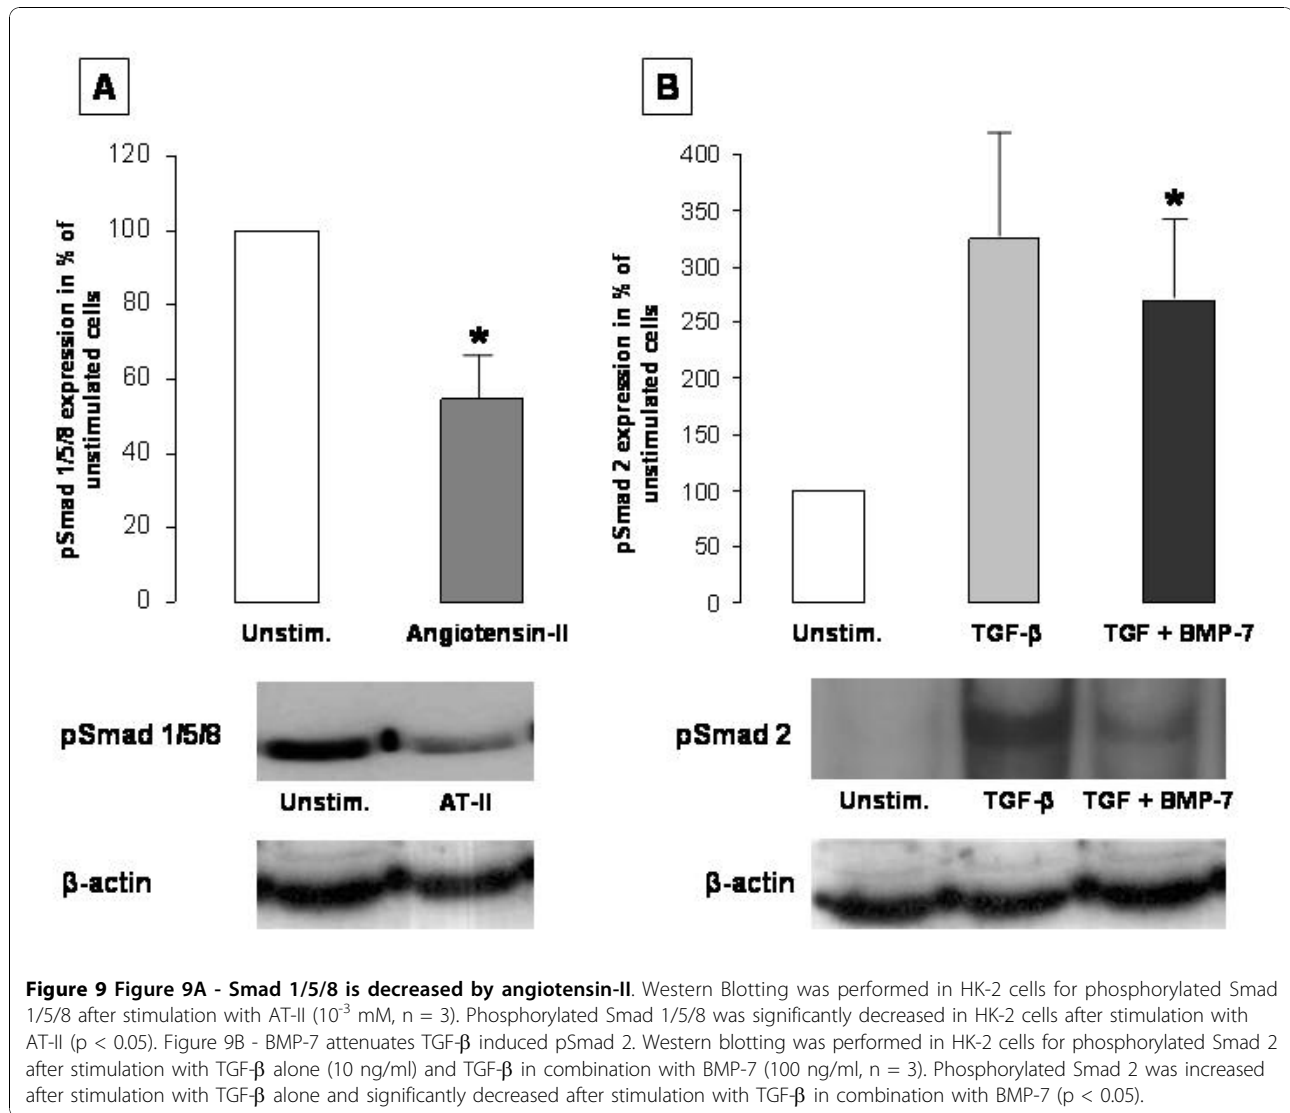 A
B
pSmad 1/5/8 expression in % of
unstimulated cells
120
100
80
60
40
20
0
*
Unstim. Angiotensin-II
pSmad 2 expression in % of
unstimulated cells
400
350
300
250
200
150
100
50
0
*
Unstim. TGF-β TGF + BMP-7
pSmad 1/5/8
Unstim. AT-II
β-actin
pSmad 2
Unstim. TGF-β TGF + BMP-7
β-actin
Figure 9 Figure 9A - Smad 1/5/8 is decreased by angiotensin-II. Western Blotting was performed in HK-2 cells for phosphorylated Smad
1/5/8 after stimulation with AT-II (10⁻³ mM, n = 3). Phosphorylated Smad 1/5/8 was significantly decreased in HK-2 cells after stimulation with
AT-II (p < 0.05). Figure 9B - BMP-7 attenuates TGF-β induced pSmad 2. Western blotting was performed in HK-2 cells for phosphorylated Smad 2
after stimulation with TGF-β alone (10 ng/ml) and TGF-β in combination with BMP-7 (100 ng/ml, n = 3). Phosphorylated Smad 2 was increased
after stimulation with TGF-β alone and significantly decreased after stimulation with TGF-β in combination with BMP-7 (p < 0.05).